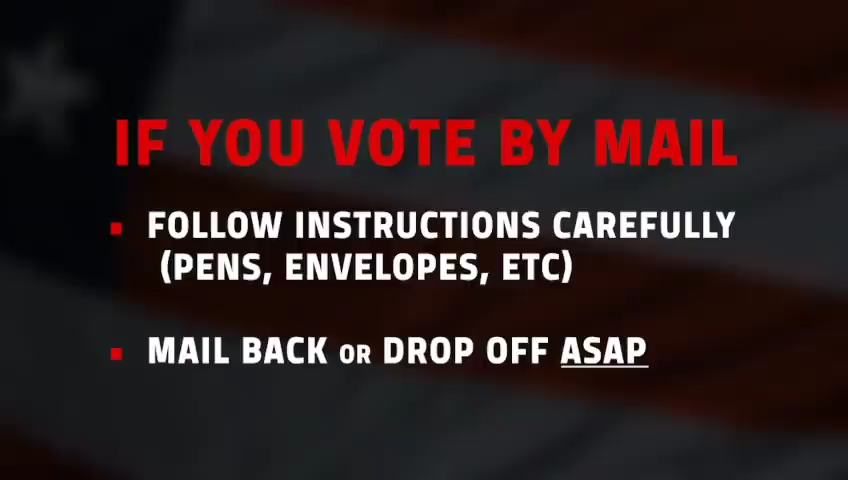 IF YOU VOTE BY MAIL
FOLLOW INSTRUCTIONS CAREFULLY
(PENS, ENVELOPES, ETC)
MAIL BACK OR DROP OFF ASAP